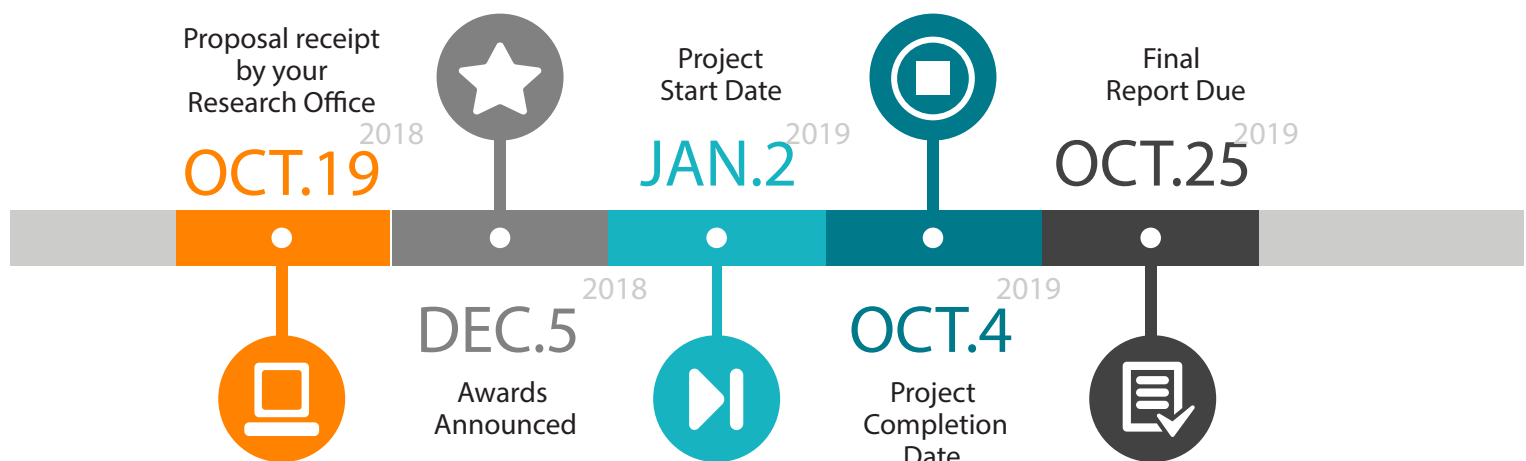 Proposal receipt
by your
Research Office
2018
OCT.19
DEC.5
2018
Awards
Announced
Project
Start Date
2019
JAN.2
OCT.4
2019
Project
Completion
Date
Final
Report Due
2019
OCT.25